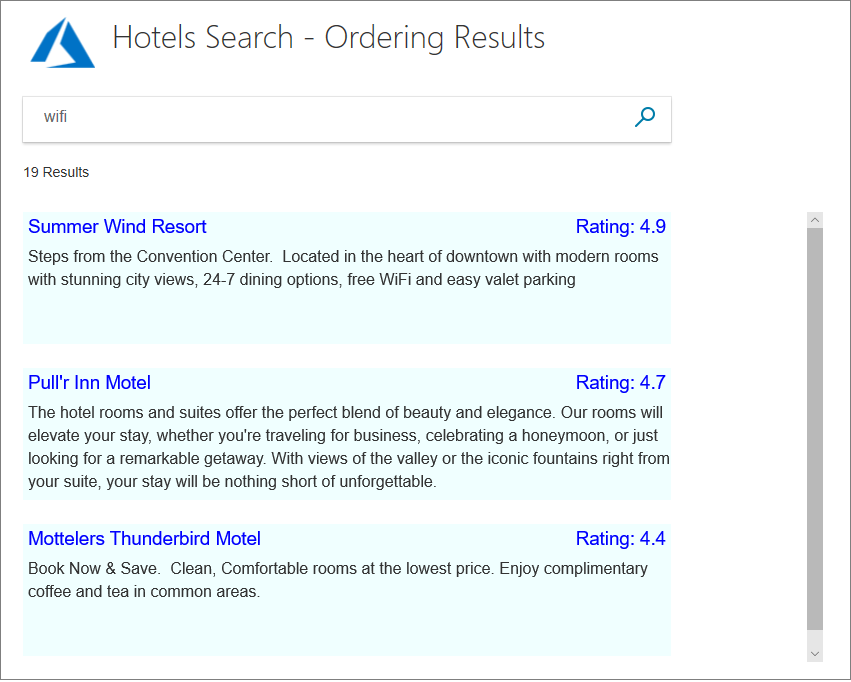 Hotels Search - Ordering Results
wifi
19 Results
Summer Wind Resort Rating: 4.9
Steps from the Convention Center.  Located in the heart of downtown with modern rooms
with stunning city views, 24-7 dining options, free WiFi and easy valet parking
Pull'r Inn Motel Rating: 4.7
The hotel rooms and suites offer the perfect blend of beauty and elegance. Our rooms will
elevate your stay, whether you're traveling for business, celebrating a honeymoon, or just
looking for a remarkable getaway. With views of the valley or the iconic fountains right from
your suite, your stay will be nothing short of unforgettable.
Mottelers Thunderbird Motel Rating: 4.4
Book Now & Save.  Clean, Comfortable rooms at the lowest price. Enjoy complimentary
coffee and tea in common areas.